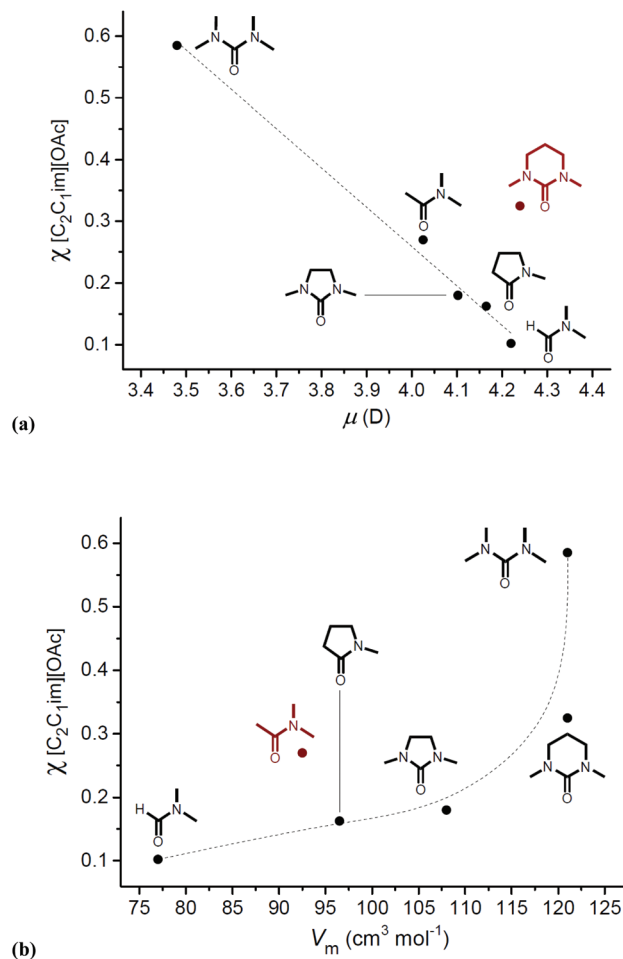 0.6
0.5
0.4
0.3
0.2
0.1
χ [C₂C₁im][OAc]
N N
O
N
O
N N
O
N N
O
N
O
H N
O
3.4 3.5 3.6 3.7 3.8 3.9 4.0 4.1 4.2 4.3 4.4
μ (D)
(a)
0.6
0.5
0.4
0.3
0.2
0.1
χ [C₂C₁im][OAc]
N N
O
N
O
N
O
N N
O
N N
O
H N
O
75 80 85 90 95 100 105 110 115 120 125
Vₘ (cm³ mol⁻¹)
(b)